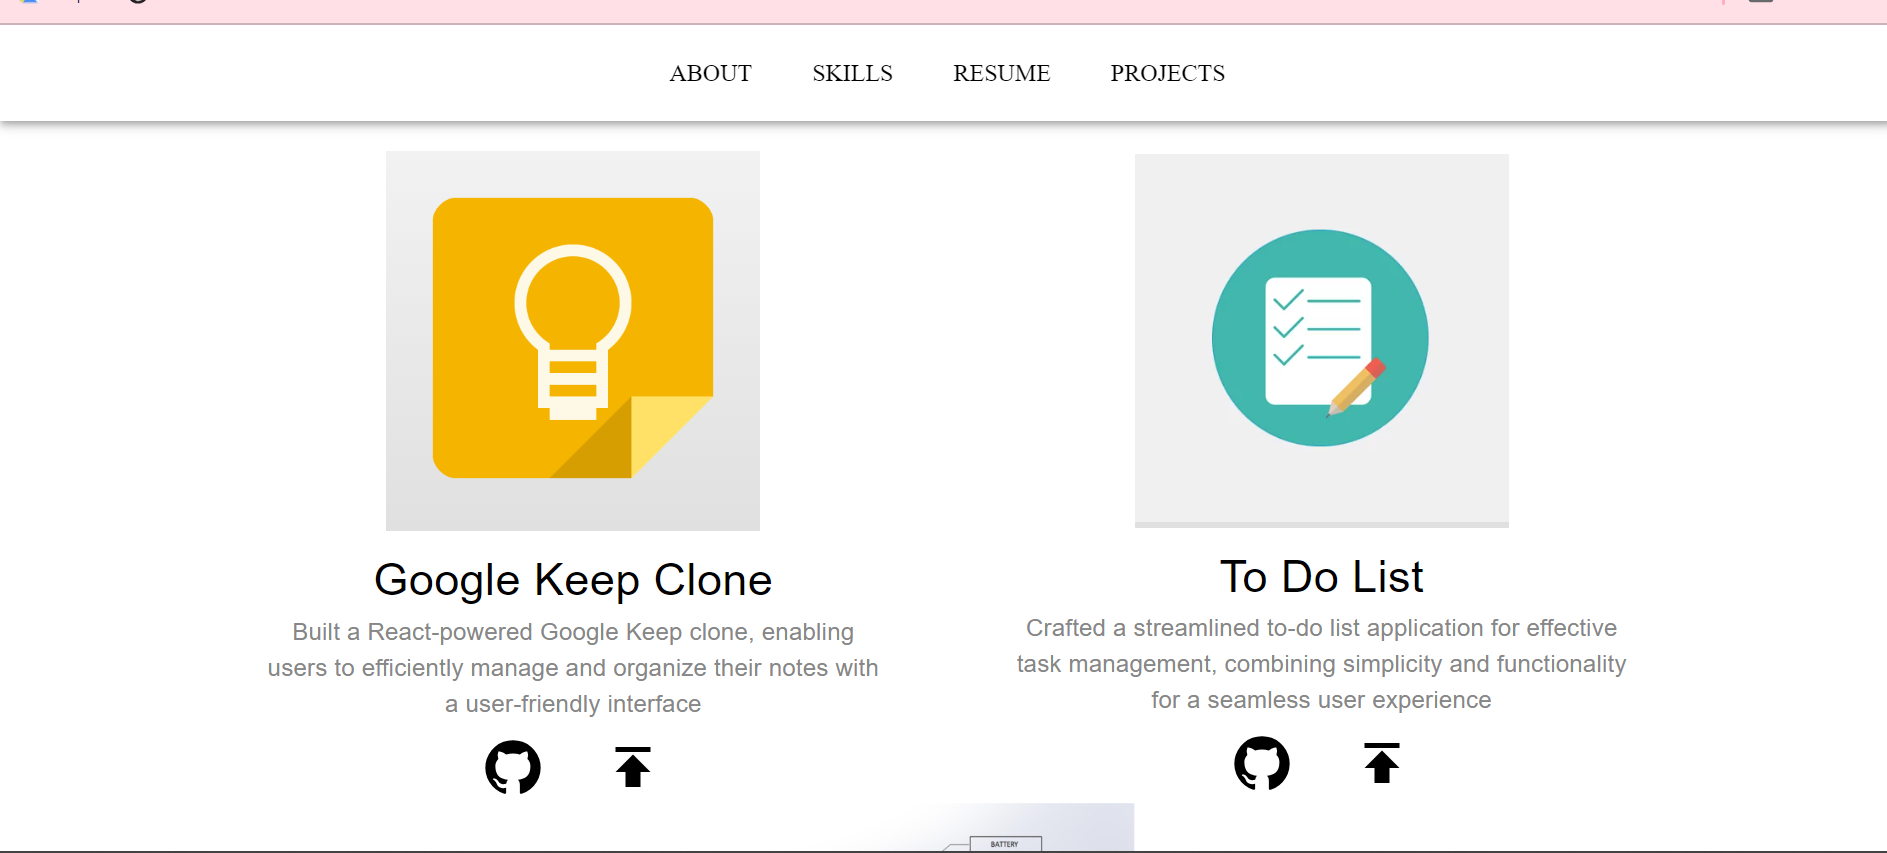 ABOUT SKILLS RESUME PROJECTS
Google Keep Clone
Built a React-powered Google Keep clone, enabling
users to efficiently manage and organize their notes with
a user-friendly interface
To Do List
Crafted a streamlined to-do list application for effective
task management, combining simplicity and functionality
for a seamless user experience
BATTERY